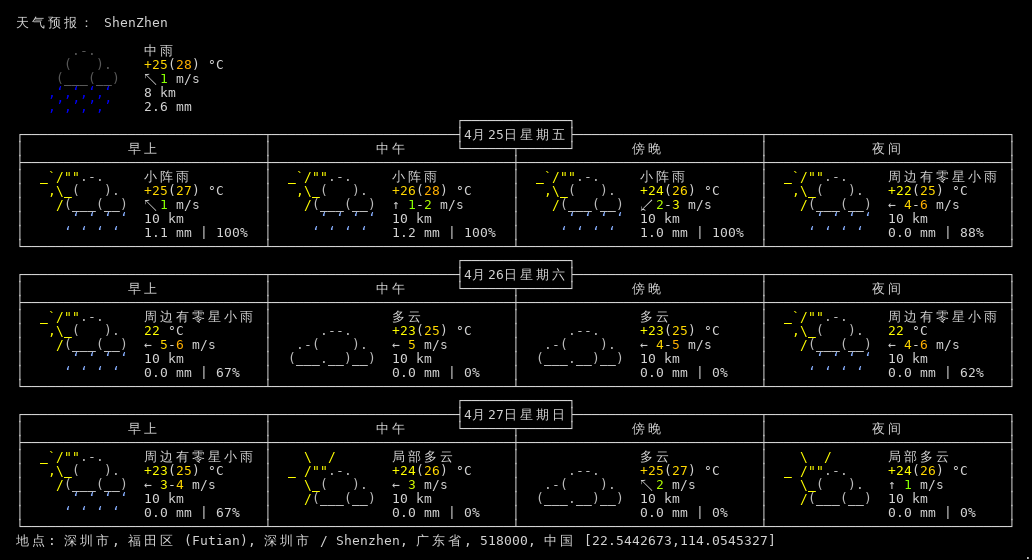 天气预报: ShenZhen
中雨
+25(28) °C
↖ 1 m/s
8 km
2.6 mm
4月25日星期五
早上 中午 傍晚 夜间
小阵雨 小阵雨 小阵雨 周边有零星小雨
+25(27) °C +26(28) °C +24(26) °C +22(25) °C
↖ 1 m/s ↑ 1-2 m/s ↙ 2-3 m/s ← 4-6 m/s
10 km 10 km 10 km 10 km
1.1 mm | 100% 1.2 mm | 100% 1.0 mm | 100% 0.0 mm | 88%
4月26日星期六
早上 中午 傍晚 夜间
周边有零星小雨 多云 多云 周边有零星小雨
22 °C +23(25) °C +23(25) °C 22 °C
← 5-6 m/s ← 5 m/s ← 4-5 m/s ← 4-6 m/s
10 km 10 km 10 km 10 km
0.0 mm | 67% 0.0 mm | 0% 0.0 mm | 0% 0.0 mm | 62%
4月27日星期日
早上 中午 傍晚 夜间
周边有零星小雨 局部多云 多云 局部多云
+23(25) °C +24(26) °C +25(27) °C +24(26) °C
← 3-4 m/s ← 3 m/s ↖ 2 m/s ↑ 1 m/s
10 km 10 km 10 km 10 km
0.0 mm | 67% 0.0 mm | 0% 0.0 mm | 0% 0.0 mm | 0%
地点: 深圳市, 福田区 (Futian), 深圳市 / Shenzhen, 广东省, 518000, 中国 [22.5442673,114.0545327]